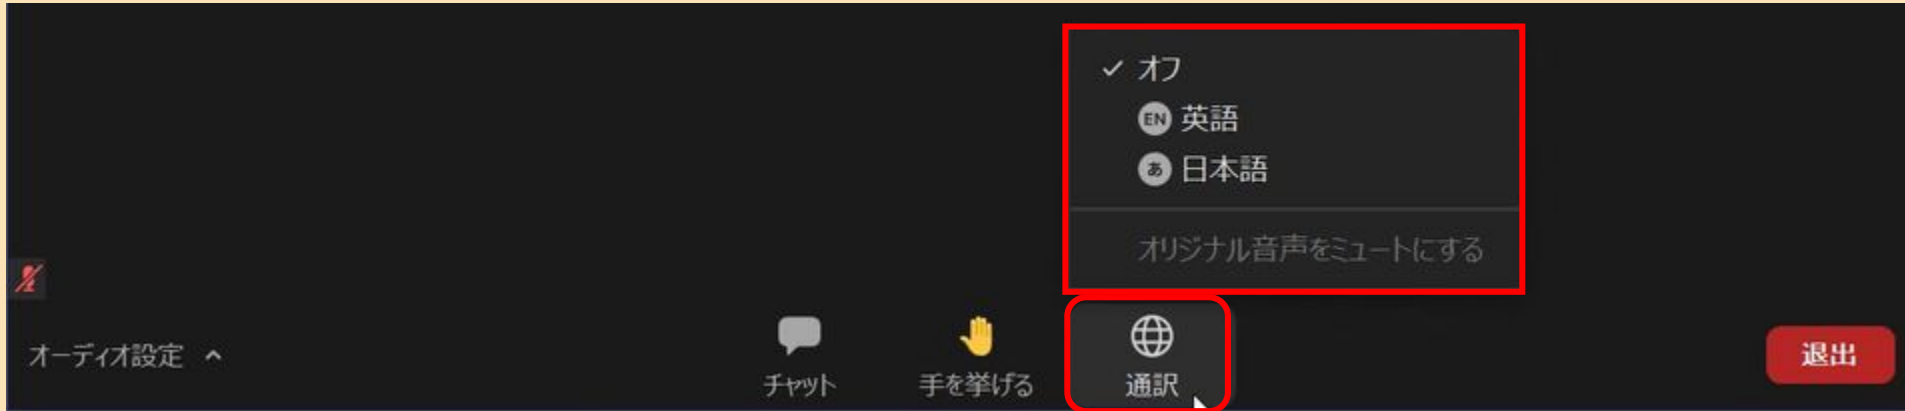 オフ
EN 英語
あ 日本語
オリジナル音声をミュートにする
オーディオ設定
チャット
手を挙げる
通訳
退出